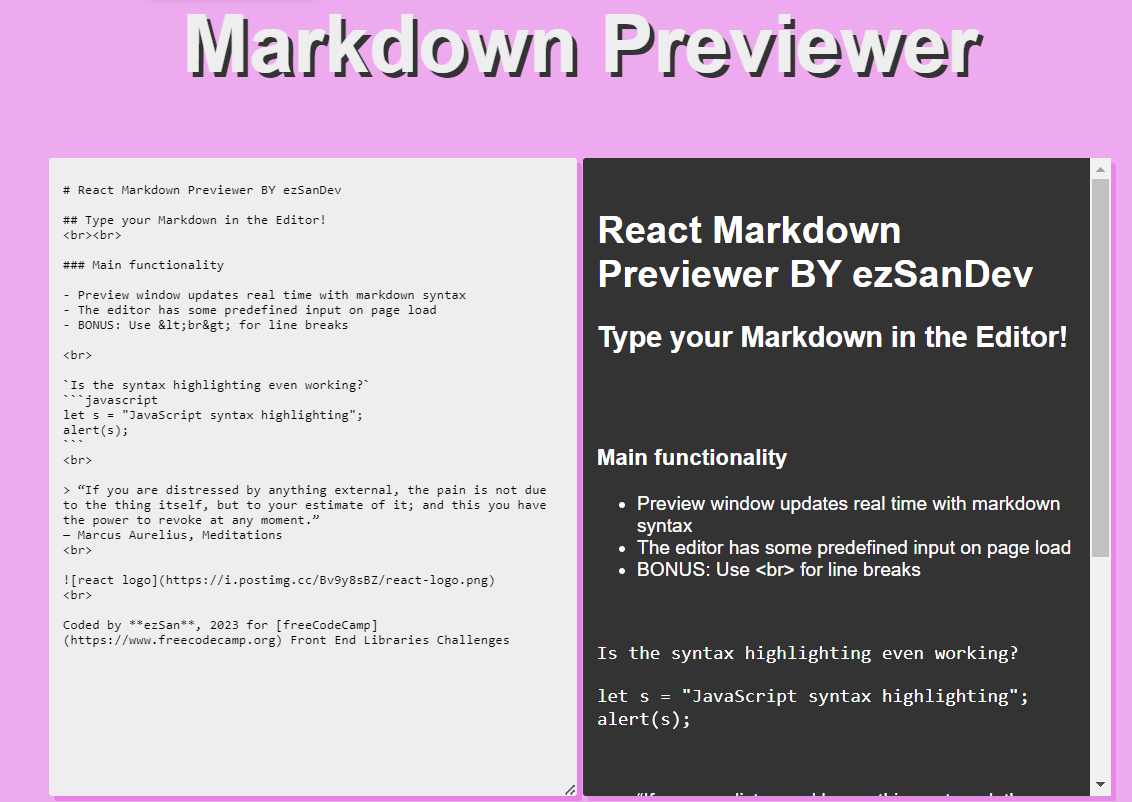 Markdown Previewer
# React Markdown Previewer BY ezSanDev
## Type your Markdown in the Editor!
<br><br>
### Main functionality
- Preview window updates real time with markdown syntax
- The editor has some predefined input on page load
- BONUS: Use &lt;br&gt; for line breaks
<br>
`Is the syntax highlighting even working?`
```javascript
let s = "JavaScript syntax highlighting";
alert(s);
```
<br>
> “If you are distressed by anything external, the pain is not due
to the thing itself, but to your estimate of it; and this you have
the power to revoke at any moment.”
― Marcus Aurelius, Meditations
<br>
![react logo](https://i.postimg.cc/Bv9y8sBZ/react-logo.png)
<br>
Coded by **ezSan**, 2023 for [freeCodeCamp]
(https://www.freecodecamp.org) Front End Libraries Challenges
React Markdown
Previewer BY ezSanDev
Type your Markdown in the Editor!
Main functionality
• Preview window updates real time with markdown
syntax
• The editor has some predefined input on page load
• BONUS: Use <br> for line breaks
Is the syntax highlighting even working?
let s = "JavaScript syntax highlighting";
alert(s);